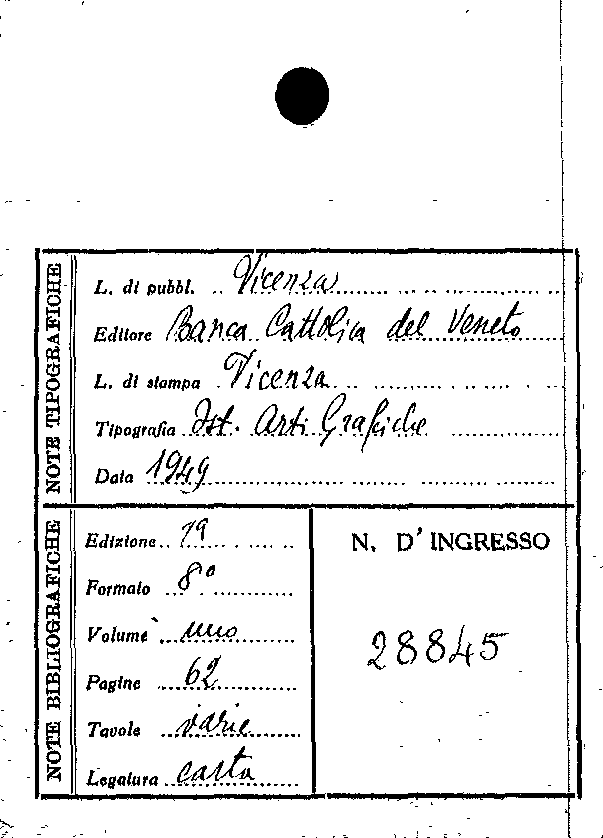 NOTE TIPOGRAFICHE
L. di pubbl. Vicenza
Editore Banca Cattolica del Veneto
L. di stampa Vicenza
Tipografia Ist. Arti Grafiche
Data 1949
NOTE BIBLIOGRAFICHE
Edizione 1ª
Formato 8°
Volume uno
Pagine 62
Tavole varie
Legatura carta
N. D'INGRESSO
28845